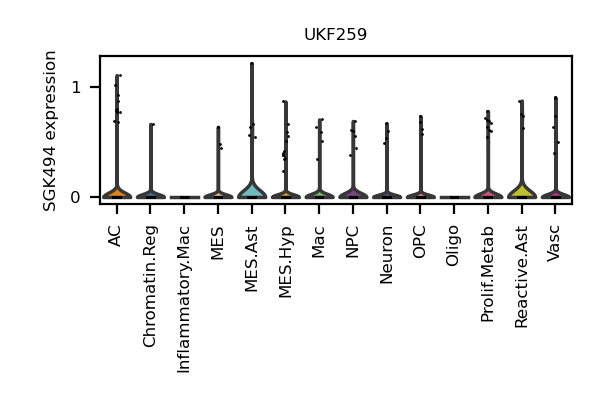 UKF259
SGK494 expression
1
0
AC
Chromatin.Reg
Inflammatory.Mac
MES
MES.Ast
MES.Hyp
Mac
NPC
Neuron
OPC
Oligo
Prolif.Metab
Reactive.Ast
Vasc